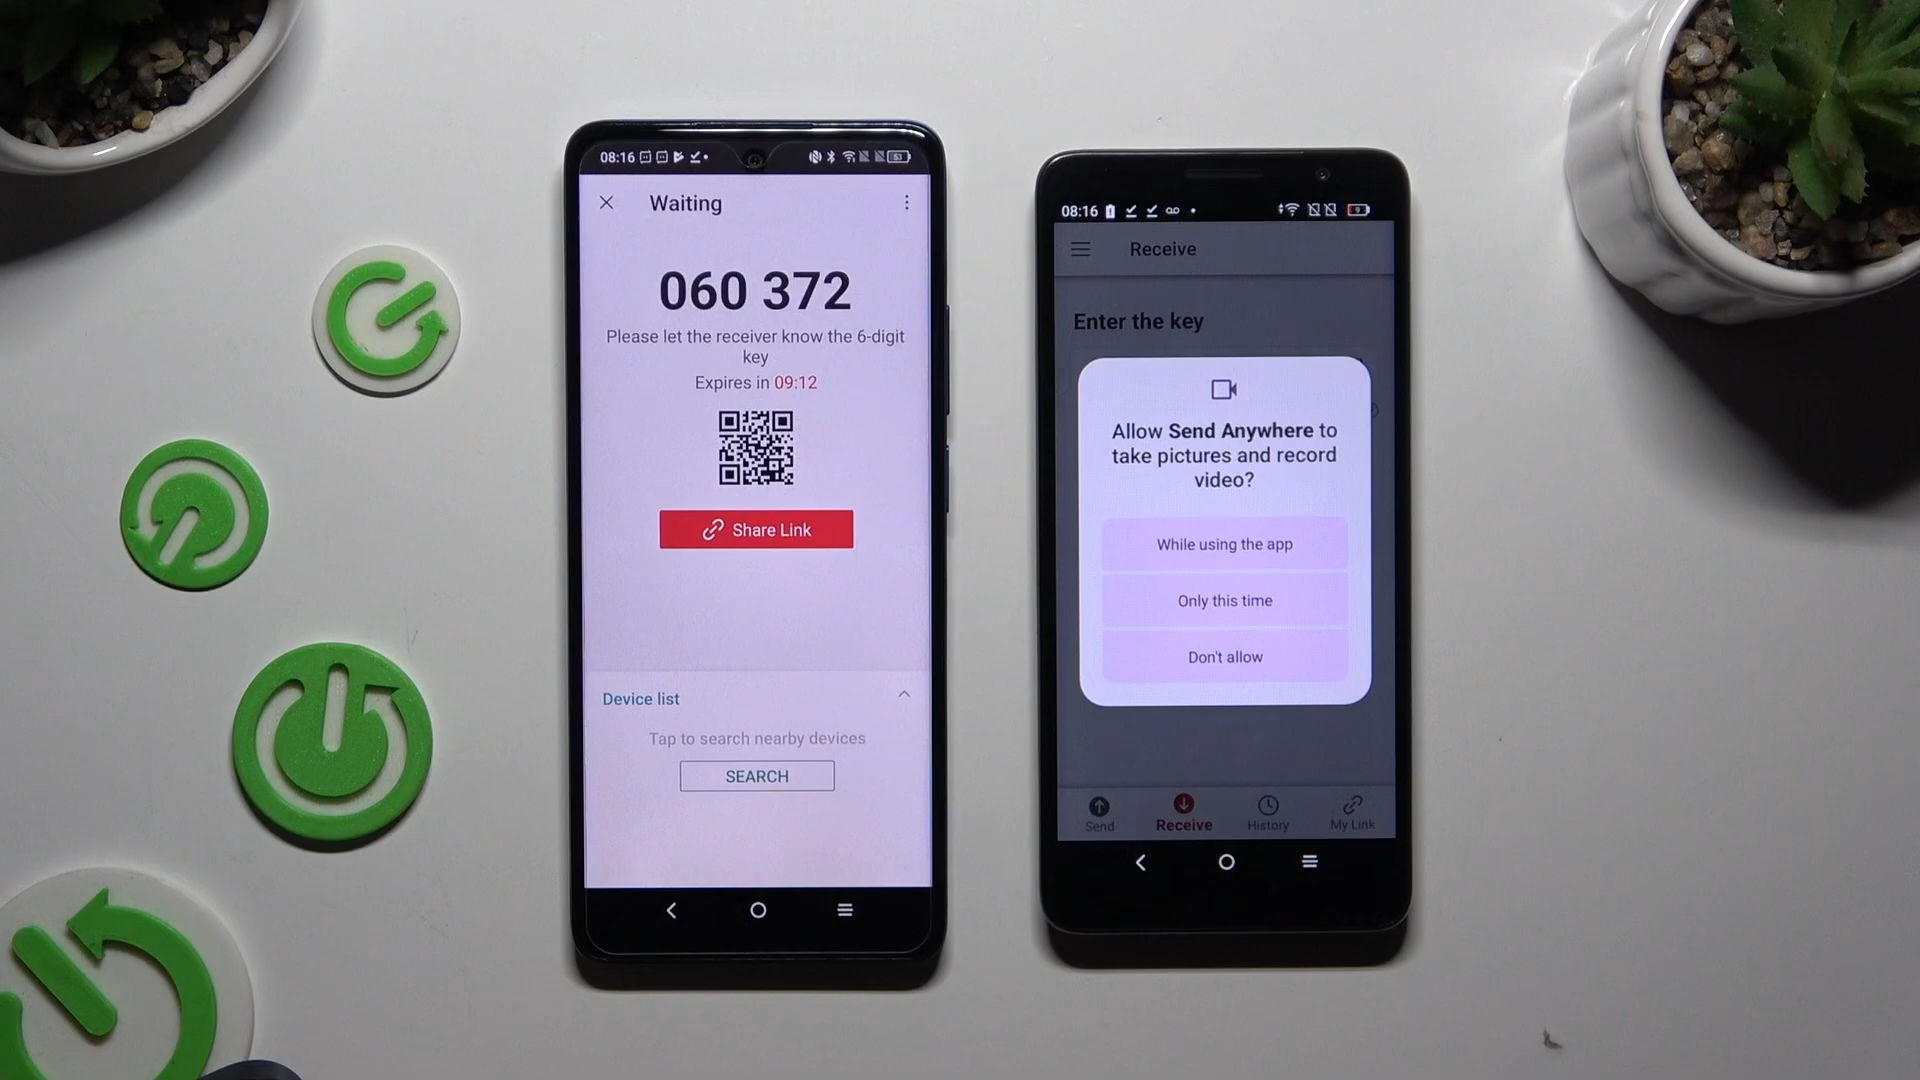 08:16
53
Waiting
060 372
Please let the receiver know the 6-digit
key
Expires in 09:12
Share Link
Device list
Tap to search nearby devices
SEARCH
08:16
9
Receive
Enter the key
Allow Send Anywhere to
take pictures and record
video?
While using the app
Only this time
Don't allow
Send
Receive
History
My Link